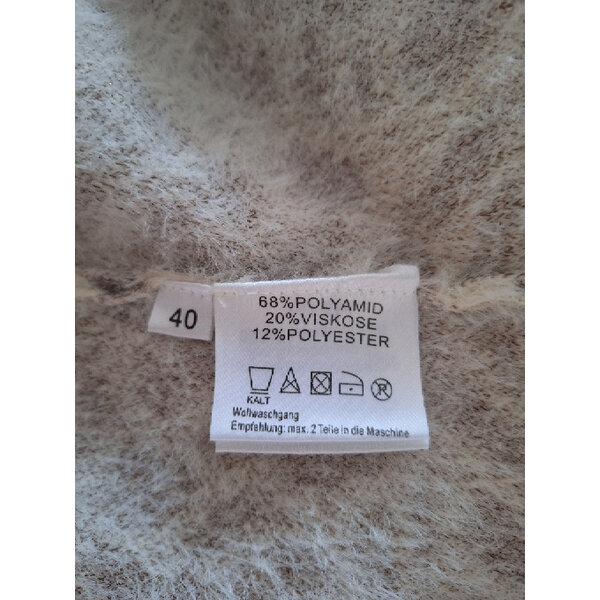 40
68%POLYAMID
20%VISKOSE
12%POLYESTER
KALT
Wollwaschgang
Empfehlung: max. 2 Teile in die Maschine